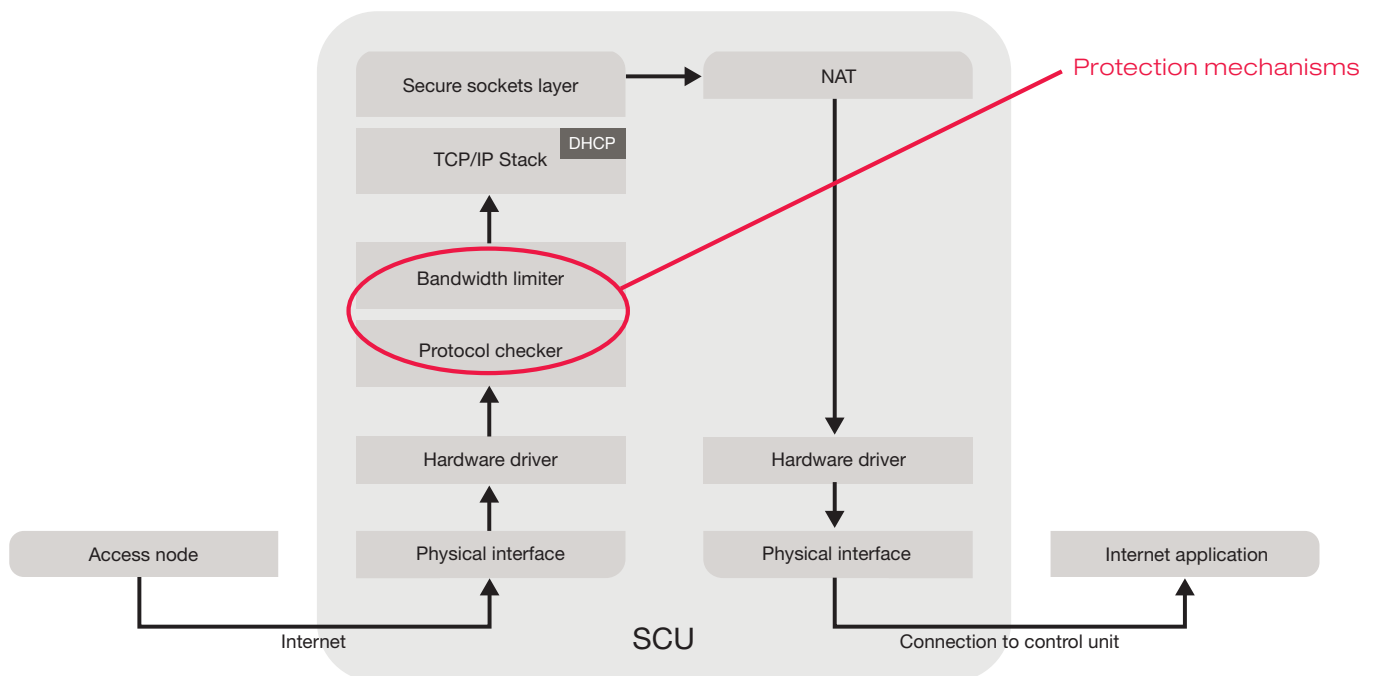 Secure sockets layer
NAT
Protection mechanisms
DHCP
TCP/IP Stack
Bandwidth limiter
Protocol checker
Hardware driver
Hardware driver
Access node
Physical interface
Physical interface
Internet application
Internet
SCU
Connection to control unit